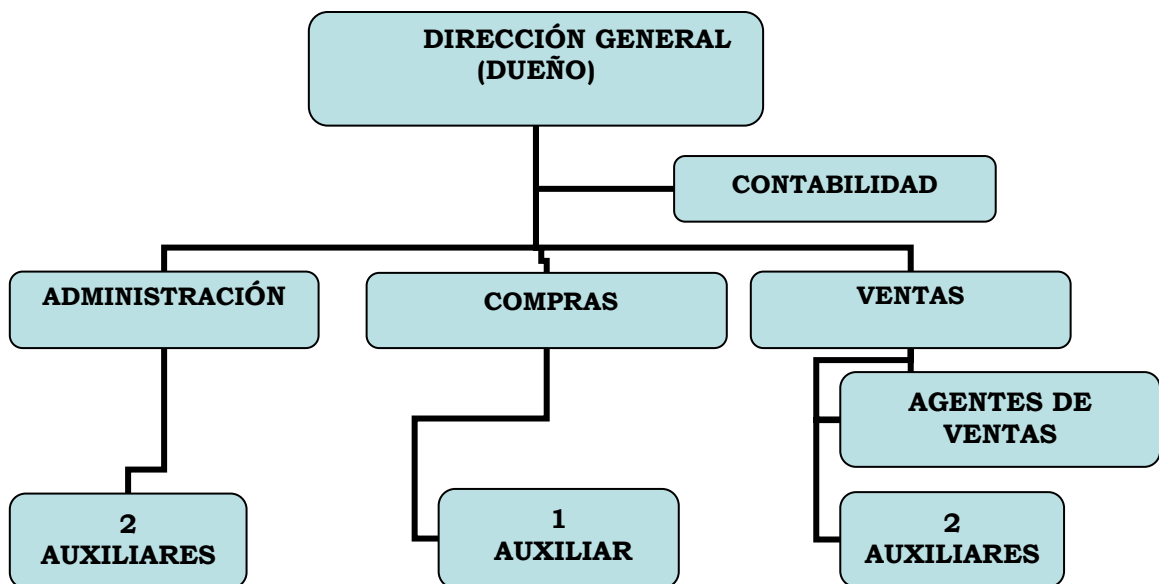 DIRECCIÓN GENERAL
(DUEÑO)
CONTABILIDAD
ADMINISTRACIÓN
COMPRAS
VENTAS
AGENTES DE
VENTAS
2
AUXILIARES
1
AUXILIAR
2
AUXILIARES